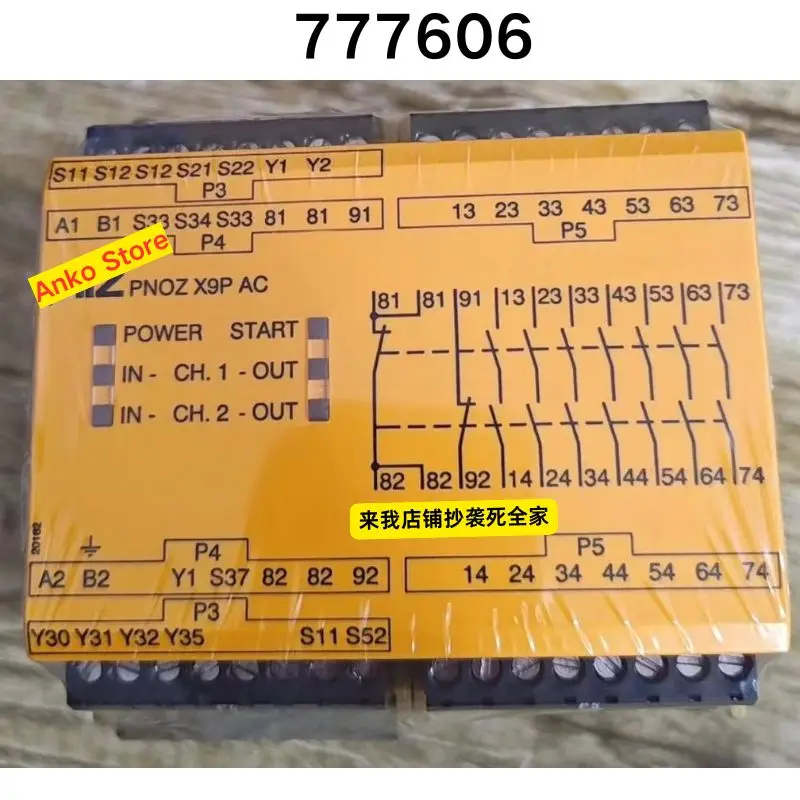 777606
S11 S12 S12 S21 S22 Y1 Y2
P3
A1 B1 S33 S34 S33 81 81 91
P4
13 23 33 43 53 63 73
P5
Anko Store
PNOZ X9P AC
POWER START
IN - CH. 1 - OUT
IN - CH. 2 - OUT
81 81 91 13 23 33 43 53 63 73
82 82 92 14 24 34 44 54 64 74
来我店铺抄袭死全家
20162
P4
A2 B2 Y1 S37 82 82 92
P3
Y30 Y31 Y32 Y35 S11 S52
P5
14 24 34 44 54 64 74